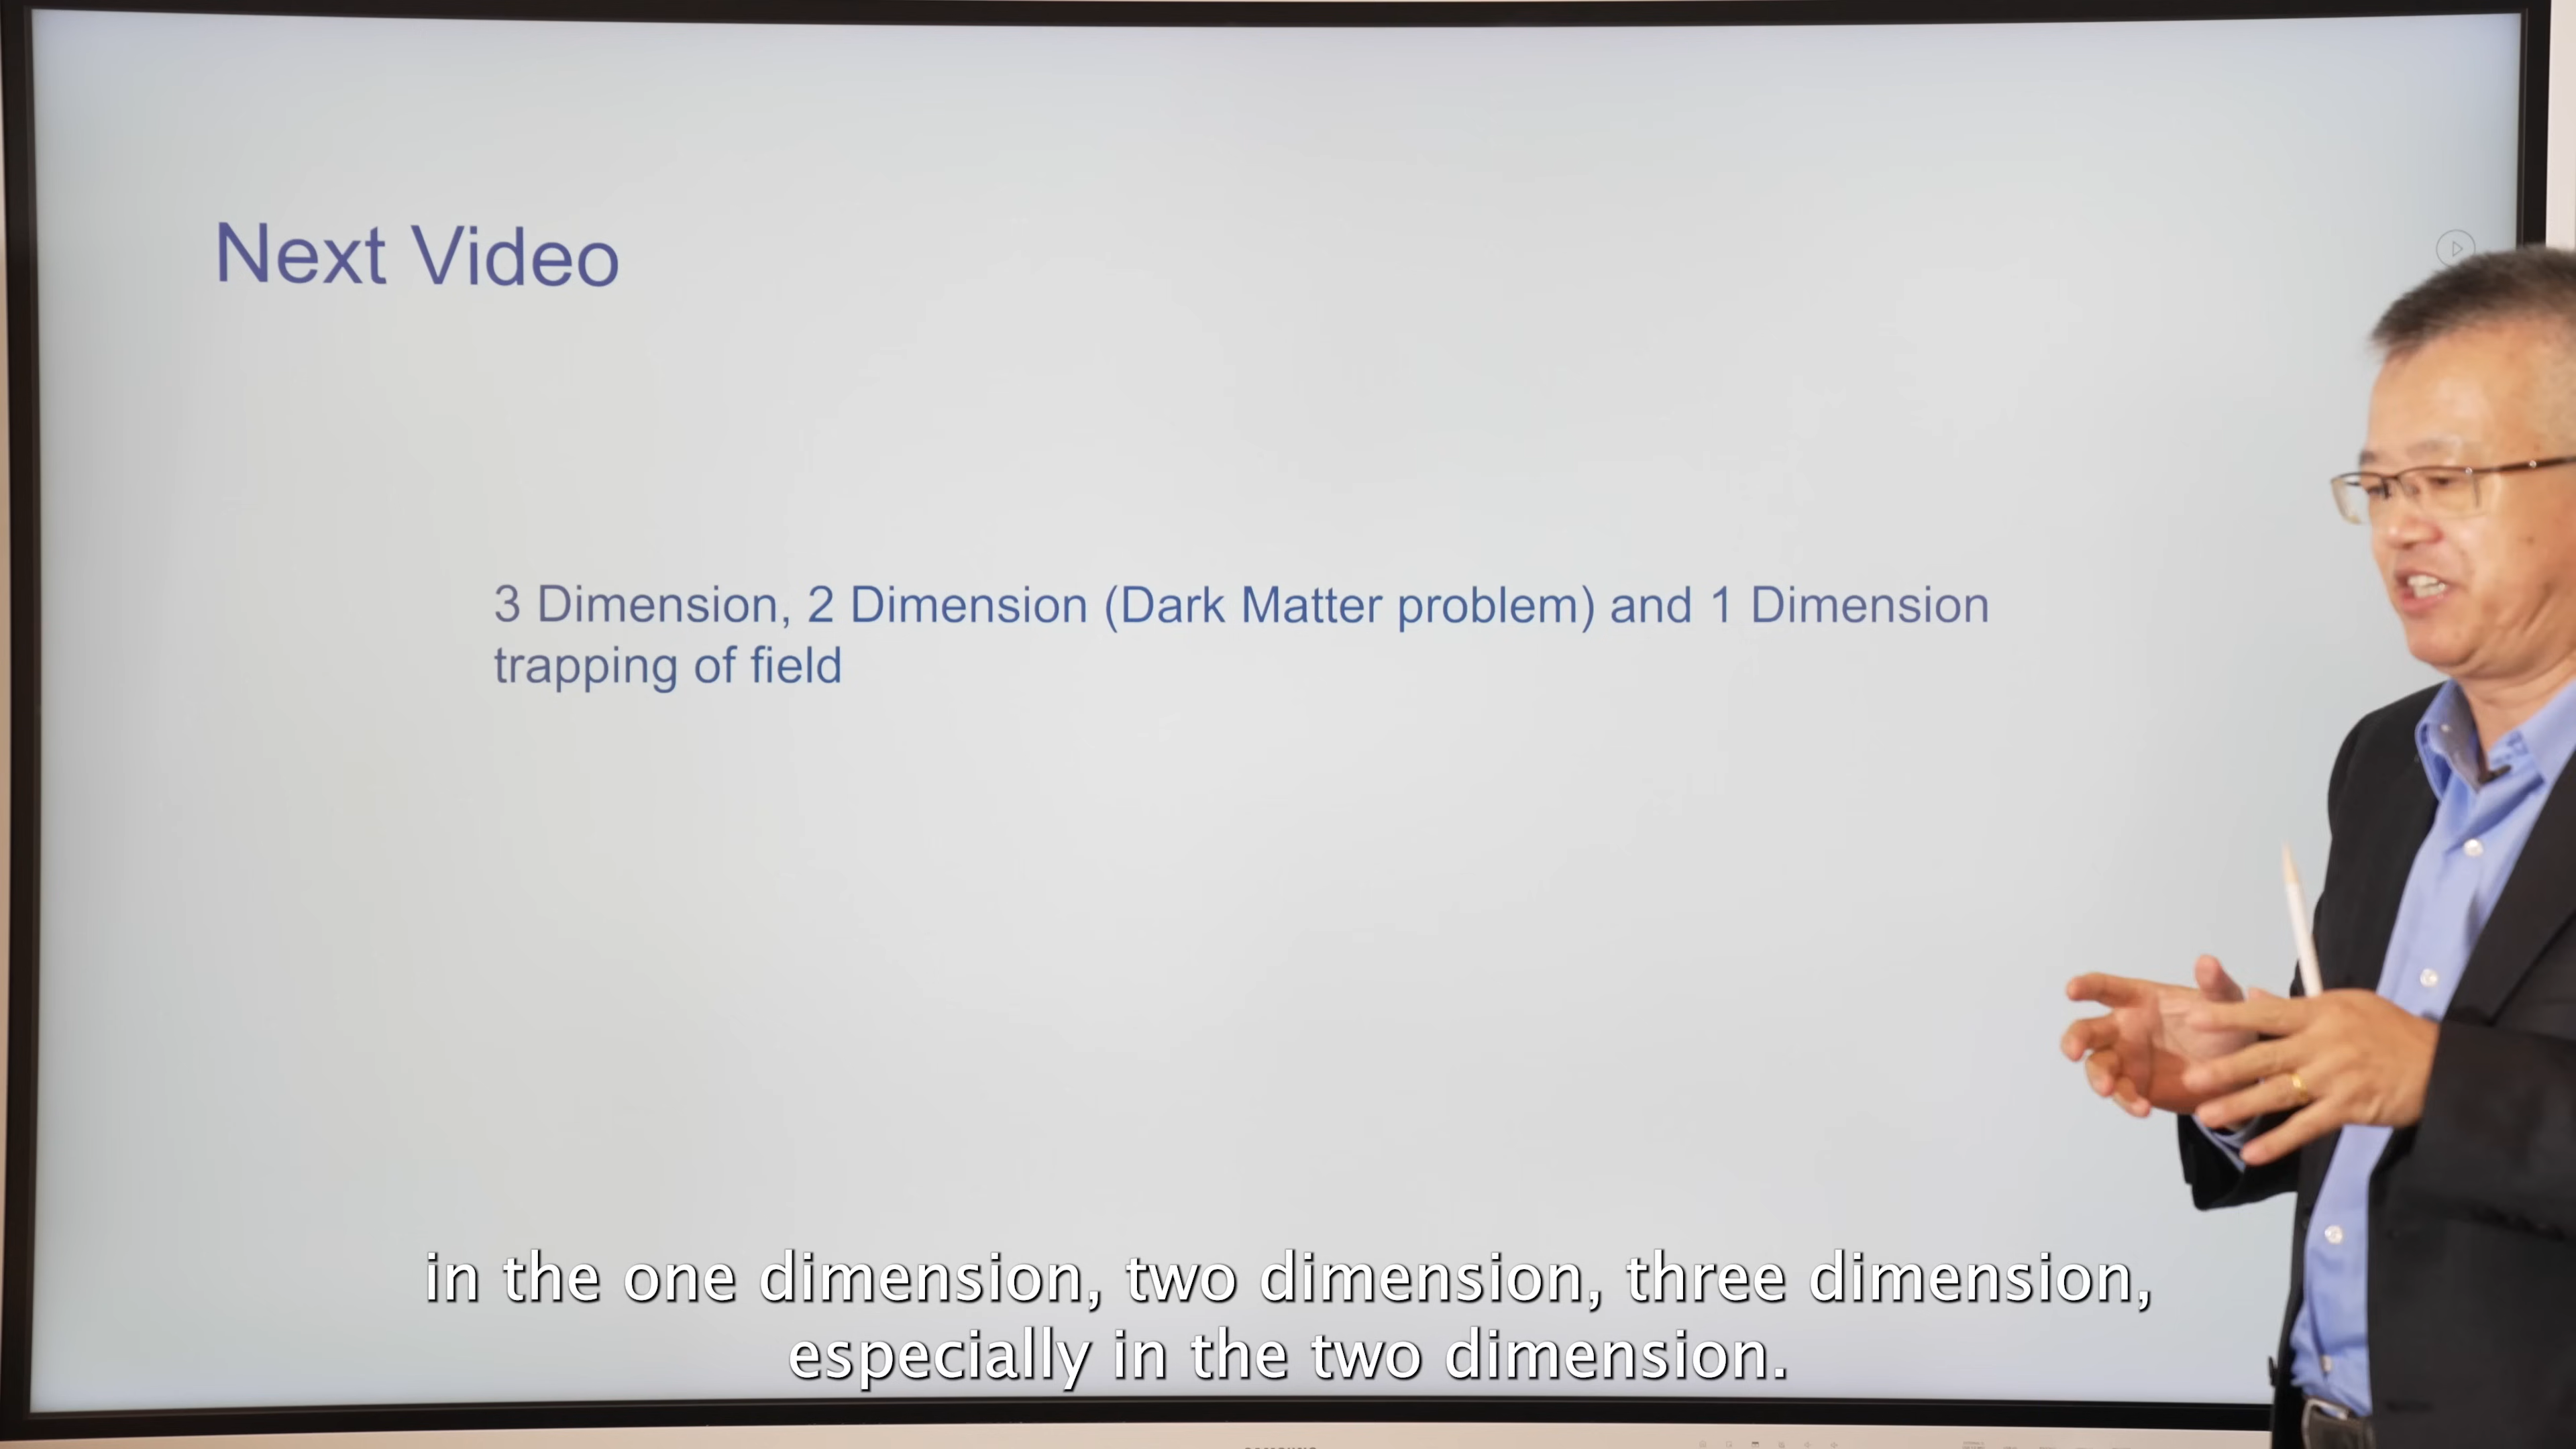 Next Video
3 Dimension, 2 Dimension (Dark Matter problem) and 1 Dimension
trapping of field
in the one dimension, two dimension, three dimension,
especially in the two dimension.